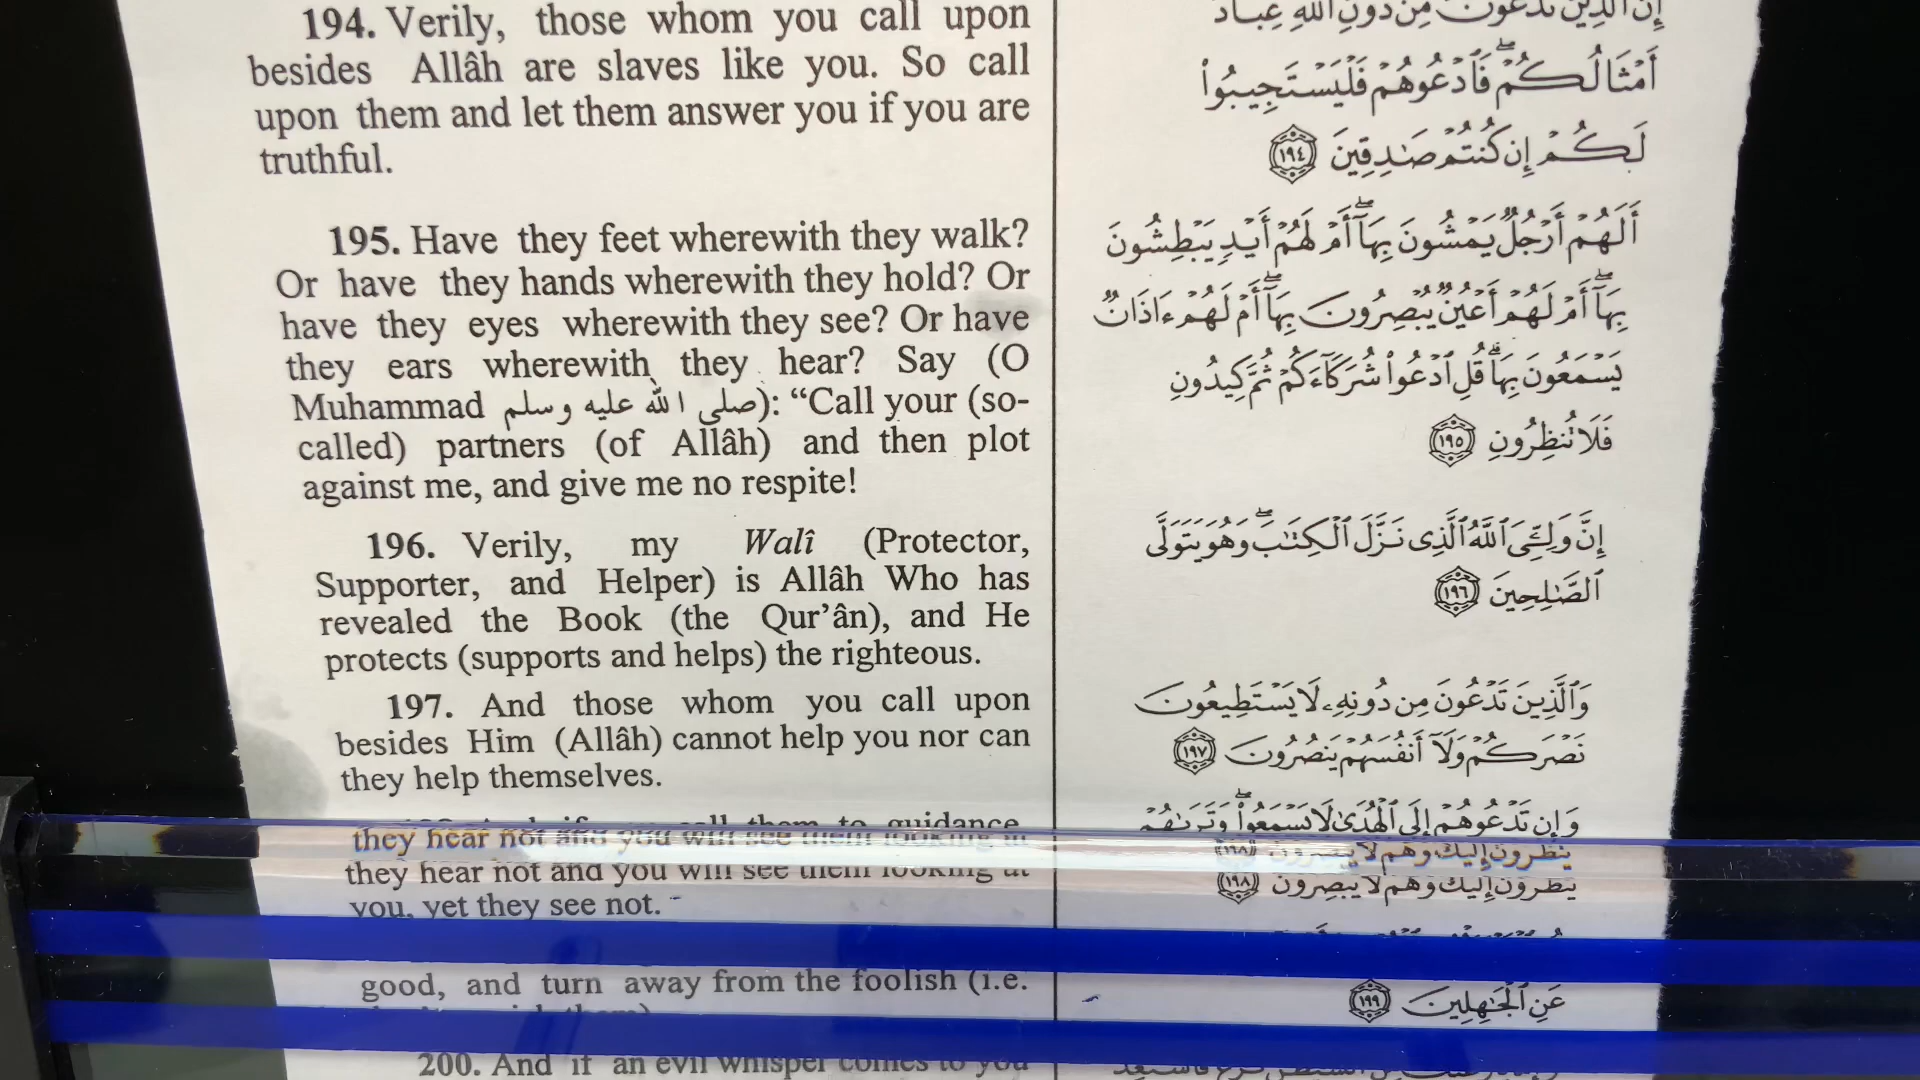 194. Verily, those whom you call upon
besides Allâh are slaves like you. So call
upon them and let them answer you if you are
truthful.
195. Have they feet wherewith they walk?
Or have they hands wherewith they hold? Or
have they eyes wherewith they see? Or have
they ears wherewith they hear? Say (O
Muhammad صلى الله عليه وسلم): “Call your (so-
called) partners (of Allâh) and then plot
against me, and give me no respite!
196. Verily, my Walî (Protector,
Supporter, and Helper) is Allâh Who has
revealed the Book (the Qur’ân), and He
protects (supports and helps) the righteous.
197. And those whom you call upon
besides Him (Allâh) cannot help you nor can
they help themselves.
call them to guidance,
they hear not and you will see them looking at
you, yet they see not.
good, and turn away from the foolish (i.e.
200. And if an evil whisper comes to you
إِنَّ ٱلَّذِينَ تَدْعُونَ مِن دُونِ ٱللَّهِ عِبَادٌ
أَمْثَالُكُمْ ۖ فَٱدْعُوهُمْ فَلْيَسْتَجِيبُوا۟
لَكُمْ إِن كُنتُمْ صَـٰدِقِينَ ١٩٤
أَلَهُمْ أَرْجُلٌ يَمْشُونَ بِهَآ ۖ أَمْ لَهُمْ أَيْدٍ يَبْطِشُونَ
بِهَآ ۖ أَمْ لَهُمْ أَعْيُنٌ يُبْصِرُونَ بِهَآ ۖ أَمْ لَهُمْ ءَاذَانٌ
يَسْمَعُونَ بِهَا ۗ قُلِ ٱدْعُوا۟ شُرَكَآءَكُمْ ثُمَّ كِيدُونِ
فَلَا تُنظِرُونِ ١٩٥
إِنَّ وَلِـِّۧىَ ٱللَّهُ ٱلَّذِى نَزَّلَ ٱلْكِتَـٰبَ ۖ وَهُوَ يَتَوَلَّى
ٱلصَّـٰلِحِينَ ١٩٦
وَٱلَّذِينَ تَدْعُونَ مِن دُونِهِۦ لَا يَسْتَطِيعُونَ
نَصْرَكُمْ وَلَآ أَنفُسَهُمْ يَنصُرُونَ ١٩٧
وَإِن تَدْعُوهُمْ إِلَى ٱلْهُدَىٰ لَا يَسْمَعُوا۟ ۖ وَتَرَىٰهُمْ
يَنظُرُونَ إِلَيْكَ وَهُمْ لَا يُبْصِرُونَ ١٩٨
عَنِ ٱلْجَـٰهِلِينَ ١٩٩